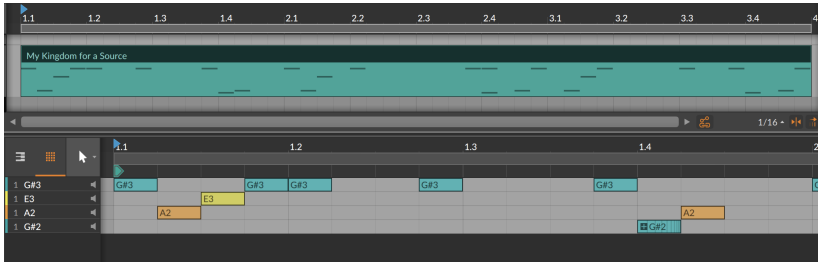 1.1 1.2 1.3 1.4 2.1 2.2 2.3 2.4 3.1 3.2 3.3 3.4 4
My Kingdom for a Source
1/16
1.1 1.2 1.3 1.4 2
1 G#3 G#3 G#3 G#3 G#3 G#3
1 E3 E3
1 A2 A2 A2
1 G#2 G#2